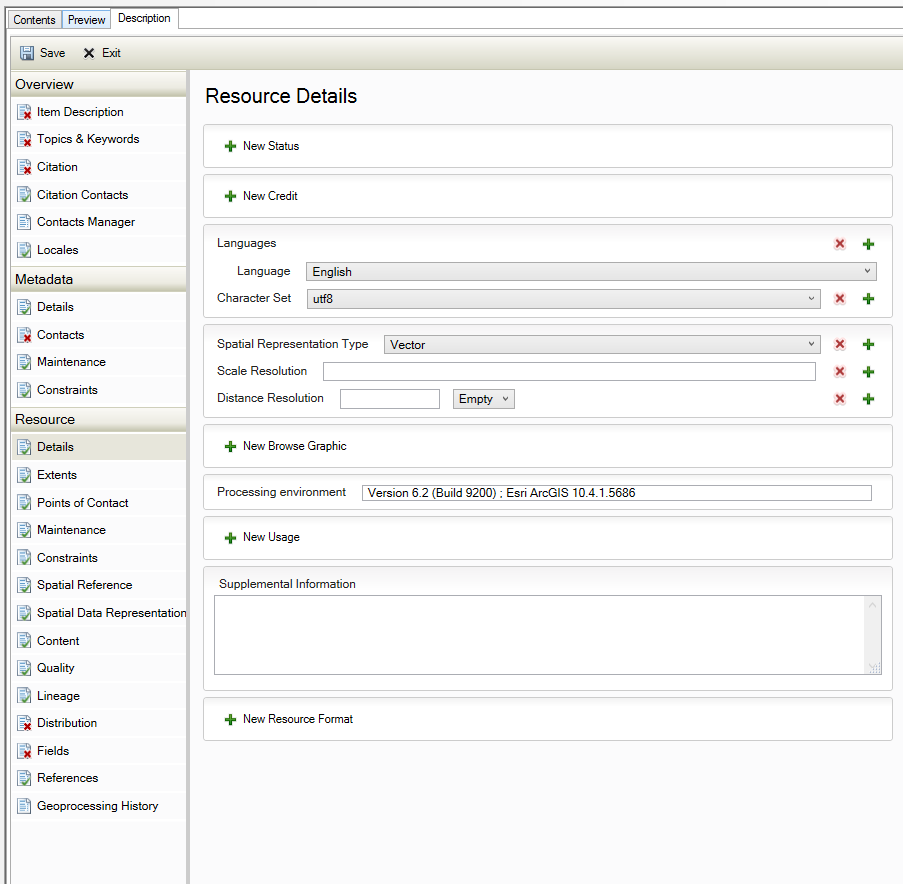 Contents Preview Description
Save Exit
Overview
Item Description
Topics & Keywords
Citation
Citation Contacts
Contacts Manager
Locales
Metadata
Details
Contacts
Maintenance
Constraints
Resource
Details
Extents
Points of Contact
Maintenance
Constraints
Spatial Reference
Spatial Data Representation
Content
Quality
Lineage
Distribution
Fields
References
Geoprocessing History
Resource Details
New Status
New Credit
Languages
Language English
Character Set utf8
Spatial Representation Type Vector
Scale Resolution
Distance Resolution Empty
New Browse Graphic
Processing environment Version 6.2 (Build 9200) ; Esri ArcGIS 10.4.1.5686
New Usage
Supplemental Information
New Resource Format